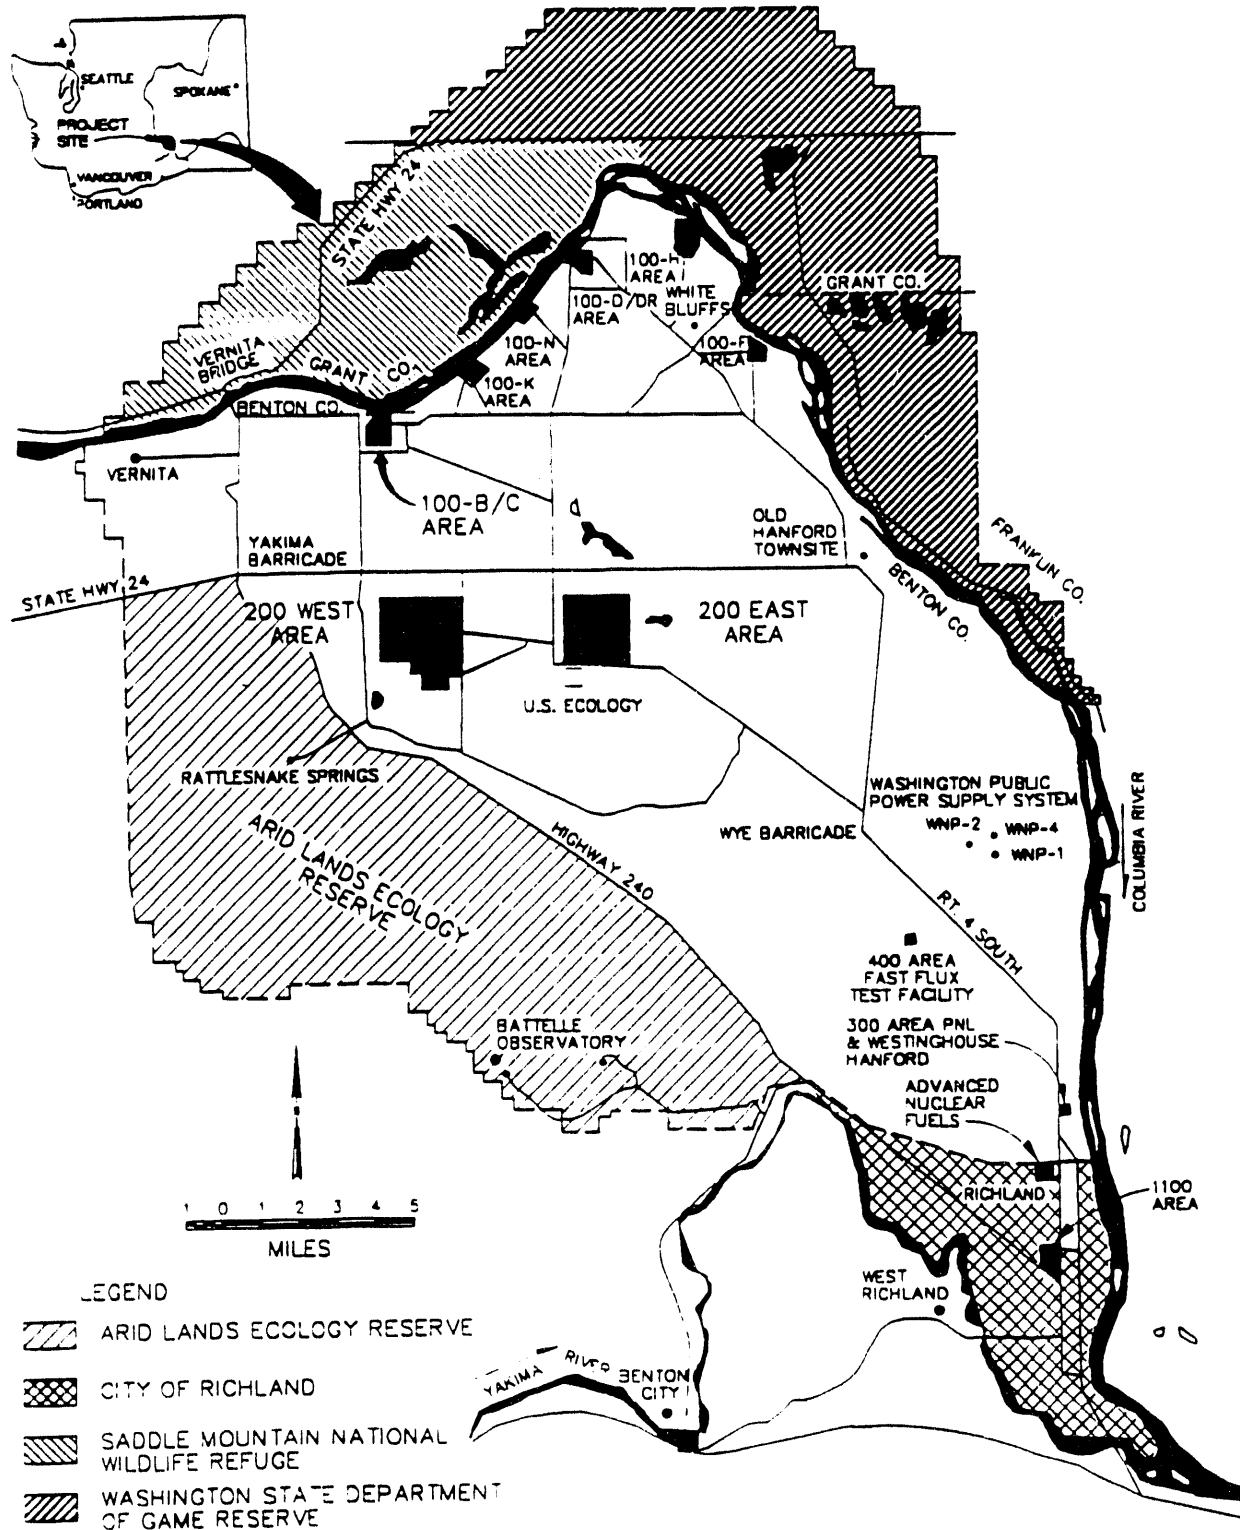 SEATTLE
SPOKANE
PROJECT
SITE
VANCOUVER
PORTLAND
STATE HWY 24
100-H
AREA
100-D/DR
AREA
WHITE
BLUFFS
GRANT CO.
100-N
AREA
100-F
AREA
VERNITA
BRIDGE
GRANT CO.
100-K
AREA
BENTON CO.
VERNITA
100-B/C
AREA
OLD
HANFORD
TOWNSITE
YAKIMA
BARRICADE
FRANKLIN CO.
BENTON CO.
STATE HWY 24
200 WEST
AREA
200 EAST
AREA
U.S. ECOLOGY
RATTLESNAKE SPRINGS
WASHINGTON PUBLIC
POWER SUPPLY SYSTEM
WNP-2
WNP-4
WNP-1
WYE BARRICADE
COLUMBIA RIVER
HIGHWAY 240
ARID LANDS ECOLOGY
RESERVE
RT. 4 SOUTH
400 AREA
FAST FLUX
TEST FACILITY
300 AREA PNL
& WESTINGHOUSE
HANFORD
BATTELLE
OBSERVATORY
ADVANCED
NUCLEAR
FUELS
RICHLAND
1100
AREA
1 0 1 2 3 4 5
MILES
WEST
RICHLAND
YAKIMA RIVER
BENTON
CITY
LEGEND
ARID LANDS ECOLOGY RESERVE
CITY OF RICHLAND
SADDLE MOUNTAIN NATIONAL
WILDLIFE REFUGE
WASHINGTON STATE DEPARTMENT
OF GAME RESERVE